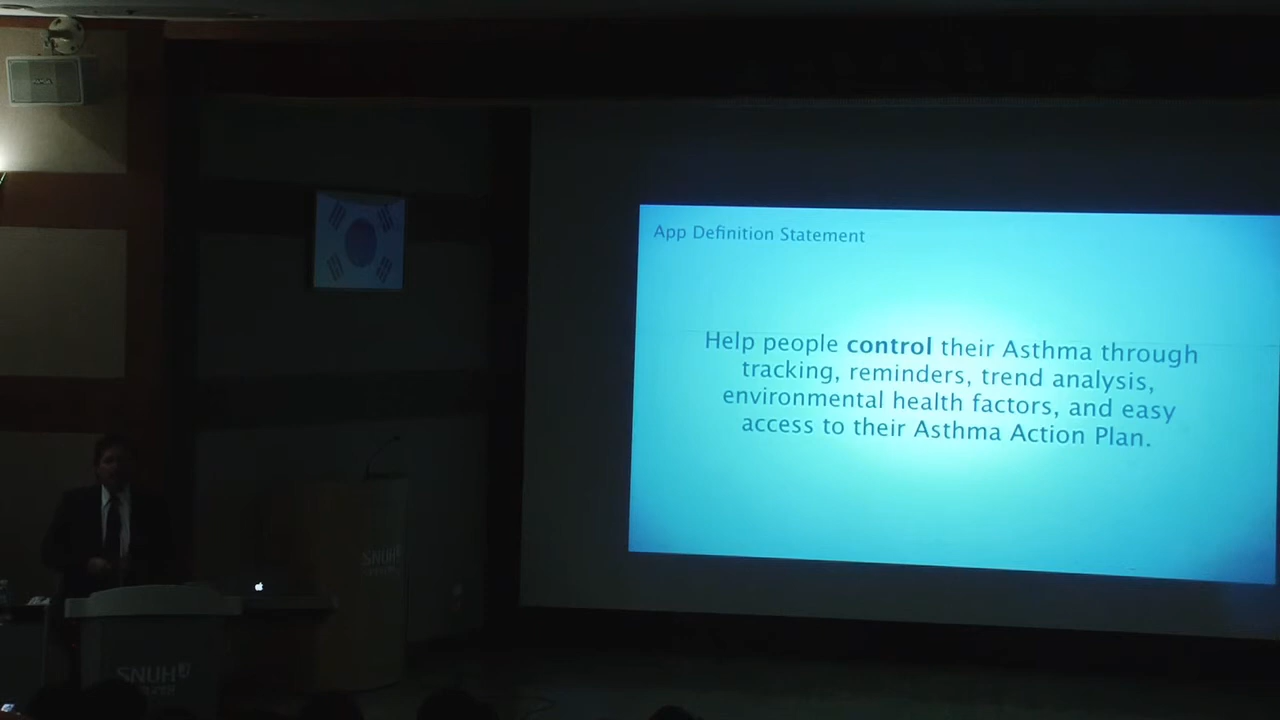 App Definition Statement
Help people control their Asthma through
tracking, reminders, trend analysis,
environmental health factors, and easy
access to their Asthma Action Plan.
SNUH
SNUH